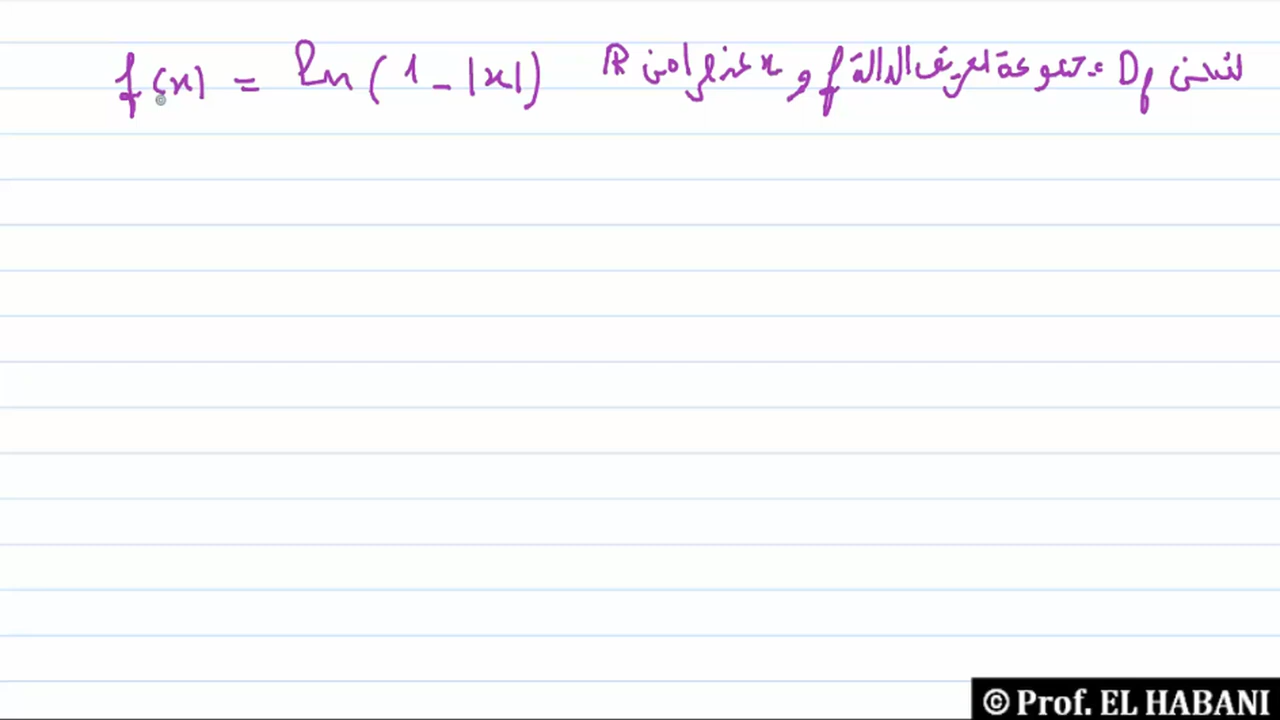 لتكن Df مجموعة تعريف الدالة f و x عنصرا من ℝ f(x) = ln(1 - |x|)
© Prof. EL HABANI